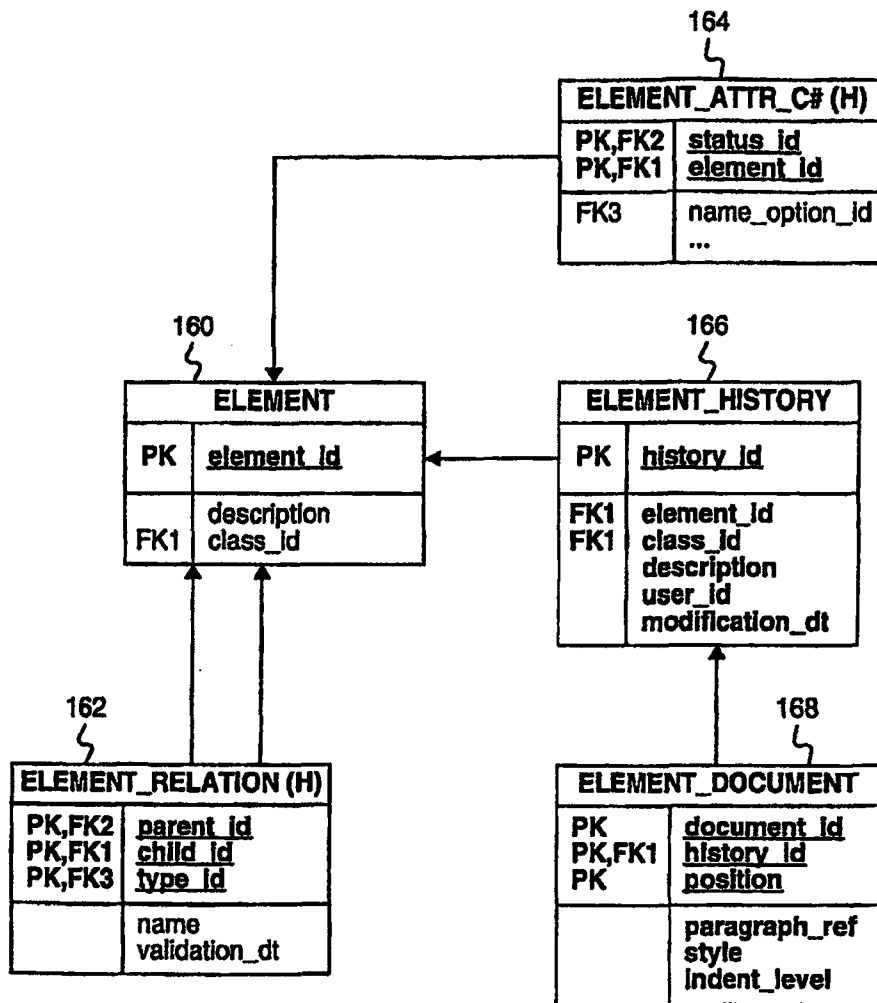 164
ELEMENT_ATTR_C# (H)
PK,FK2 status_id
PK,FK1 element_id
FK3 name_option_id
...
160
ELEMENT
PK element_id
description
FK1 class_id
166
ELEMENT_HISTORY
PK history_id
FK1 element_id
FK1 class_id
description
user_id
modification_dt
162
ELEMENT_RELATION (H)
PK,FK2 parent_id
PK,FK1 child_id
PK,FK3 type_id
name
validation_dt
168
ELEMENT_DOCUMENT
PK document_id
PK,FK1 history_id
PK position
paragraph_ref
style
indent_level